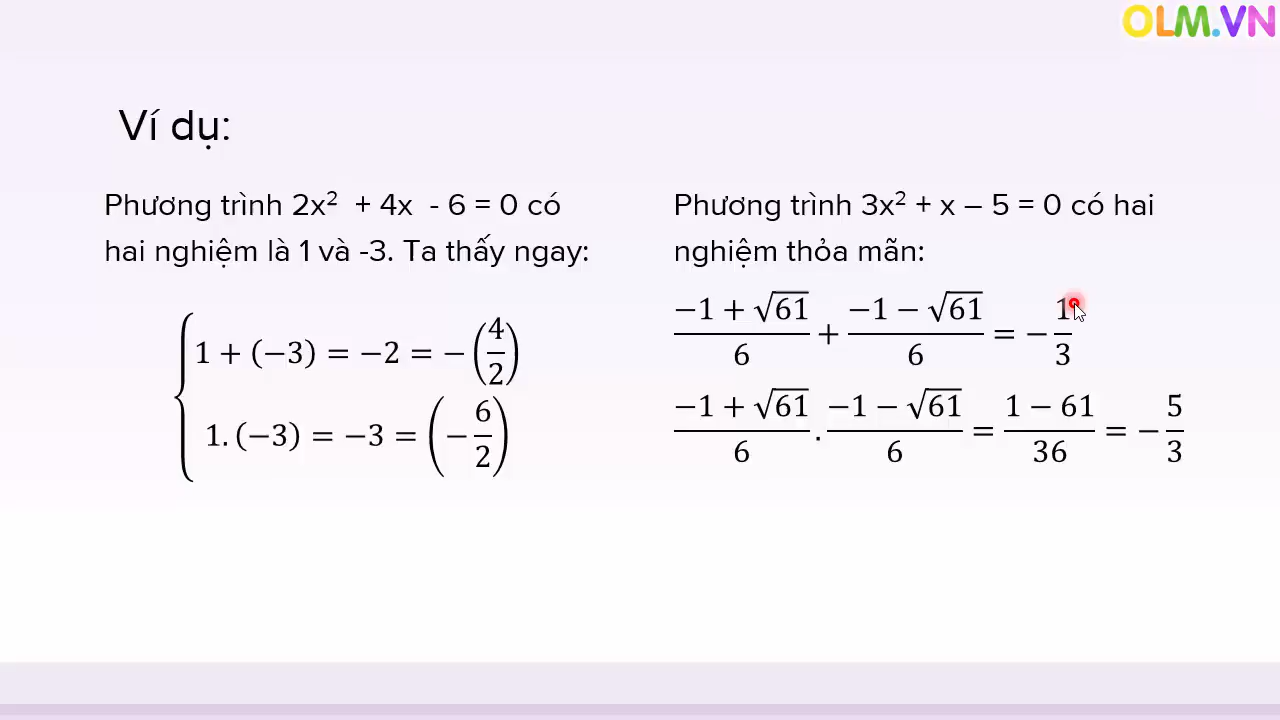 OLM.VN
Ví dụ:
Phương trình 2x² + 4x - 6 = 0 có
hai nghiệm là 1 và -3. Ta thấy ngay:
1 + (−3) = −2 = −(4/2)
1. (−3) = −3 = (−6/2)
Phương trình 3x² + x – 5 = 0 có hai
nghiệm thỏa mãn:
(−1 + √61)/6 + (−1 − √61)/6 = −1/3
(−1 + √61)/6 . (−1 − √61)/6 = (1 − 61)/36 = −5/3